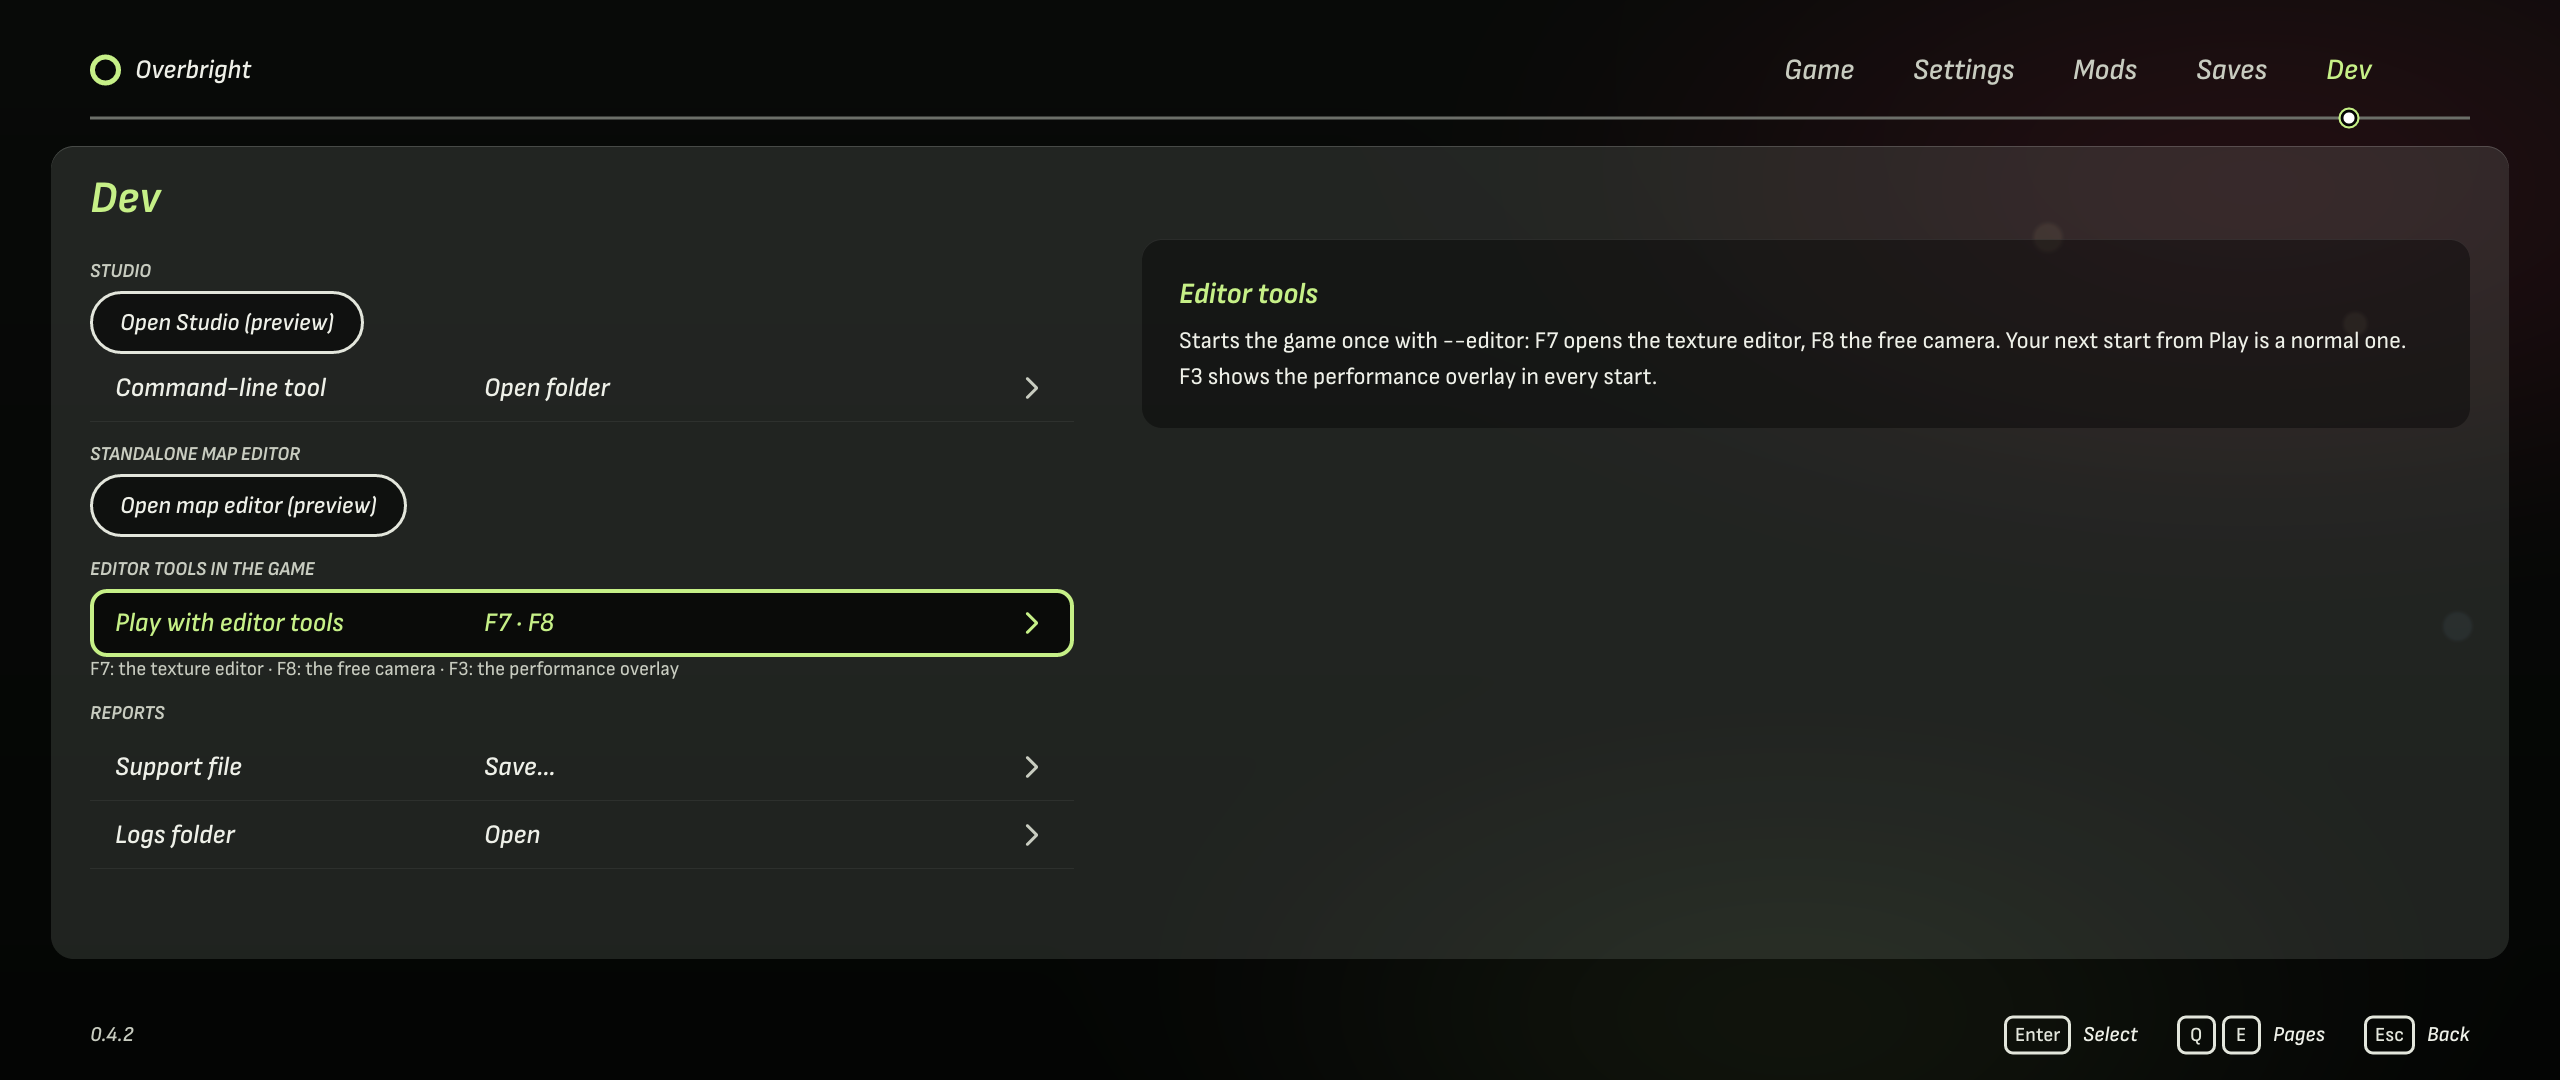 Overbright
Game Settings Mods Saves Dev
Dev
STUDIO
Open Studio (preview)
Command-line tool Open folder
STANDALONE MAP EDITOR
Open map editor (preview)
EDITOR TOOLS IN THE GAME
Play with editor tools F7 · F8
F7: the texture editor · F8: the free camera · F3: the performance overlay
REPORTS
Support file Save...
Logs folder Open
Editor tools
Starts the game once with --editor: F7 opens the texture editor, F8 the free camera. Your next start from Play is a normal one.
F3 shows the performance overlay in every start.
0.4.2
Enter Select Q E Pages Esc Back